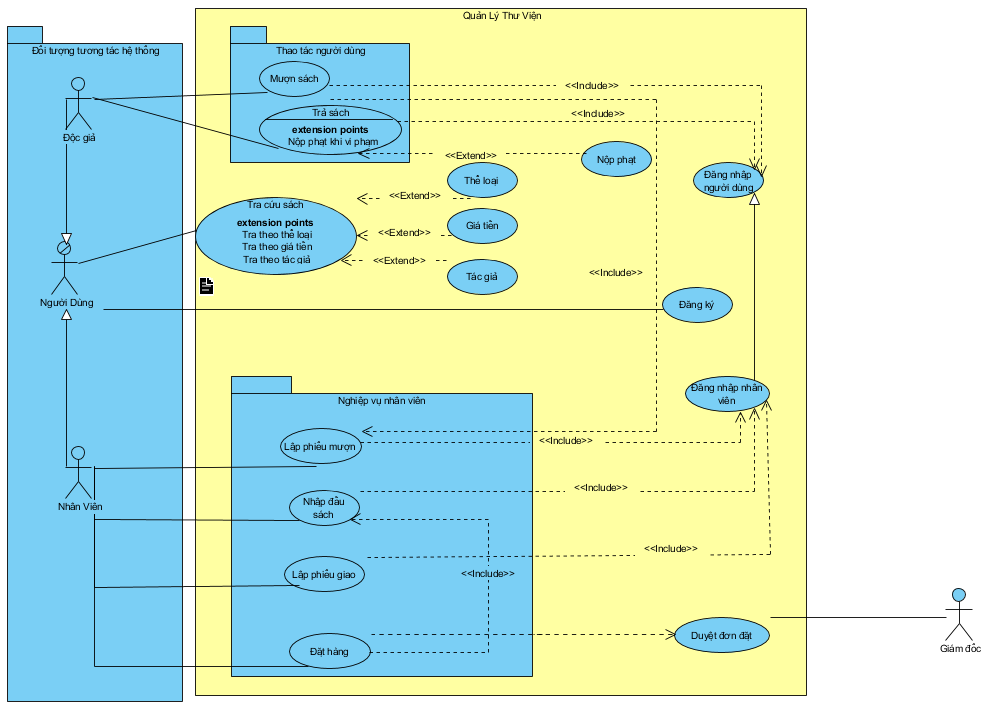 Quản Lý Thư Viện
Đối tượng tương tác hệ thống
Thao tác người dùng
Mượn sách
<<Include>>
Trả sách
extension points
Nộp phạt khi vi phạm
<<Include>>
Độc giả
<<Extend>>
Nộp phạt
Thể loại
Đăng nhập
người dùng
<<Extend>>
Tra cứu sách
extension points
Tra theo thể loại
Tra theo giá tiền
Tra theo tác giả
Giá tiền
<<Extend>>
<<Extend>>
Tác giả
<<Include>>
Người Dùng
Đăng ký
Đăng nhập nhân
viên
Nghiệp vụ nhân viên
Lập phiếu mượn
<<Include>>
Nhân Viên
Nhập đầu
sách
<<Include>>
<<Include>>
Lập phiếu giao
<<Include>>
Đặt hàng
Duyệt đơn đặt
Giám đốc